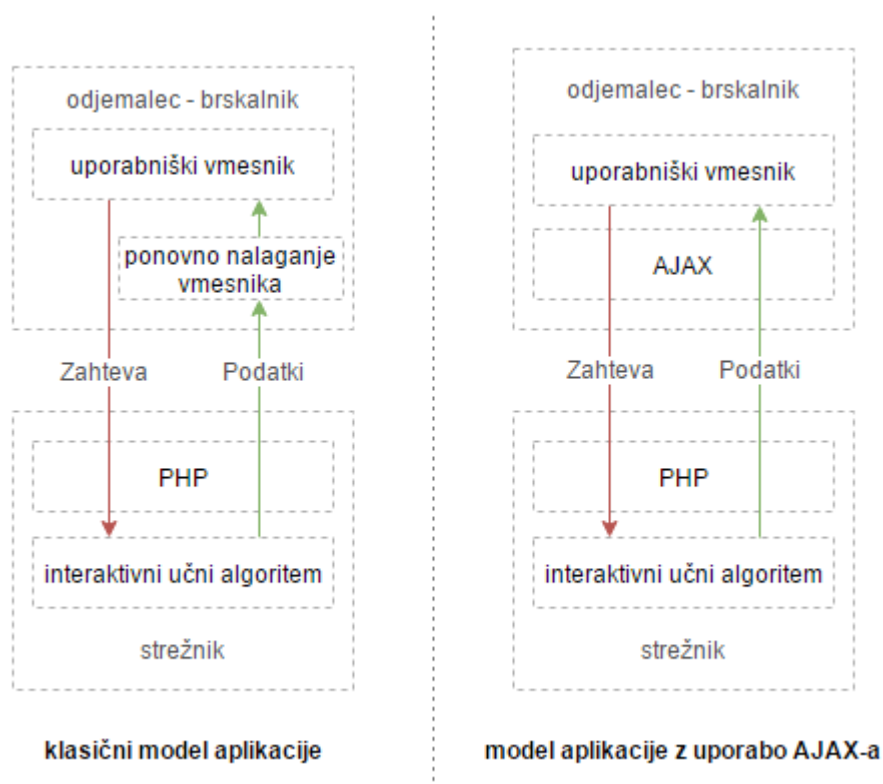 odjemalec - brskalnik
uporabniški vmesnik
ponovno nalaganje
vmesnika
Zahteva
Podatki
PHP
interaktivni učni algoritem
strežnik
klasični model aplikacije
odjemalec - brskalnik
uporabniški vmesnik
AJAX
Zahteva
Podatki
PHP
interaktivni učni algoritem
strežnik
model aplikacije z uporabo AJAX-a